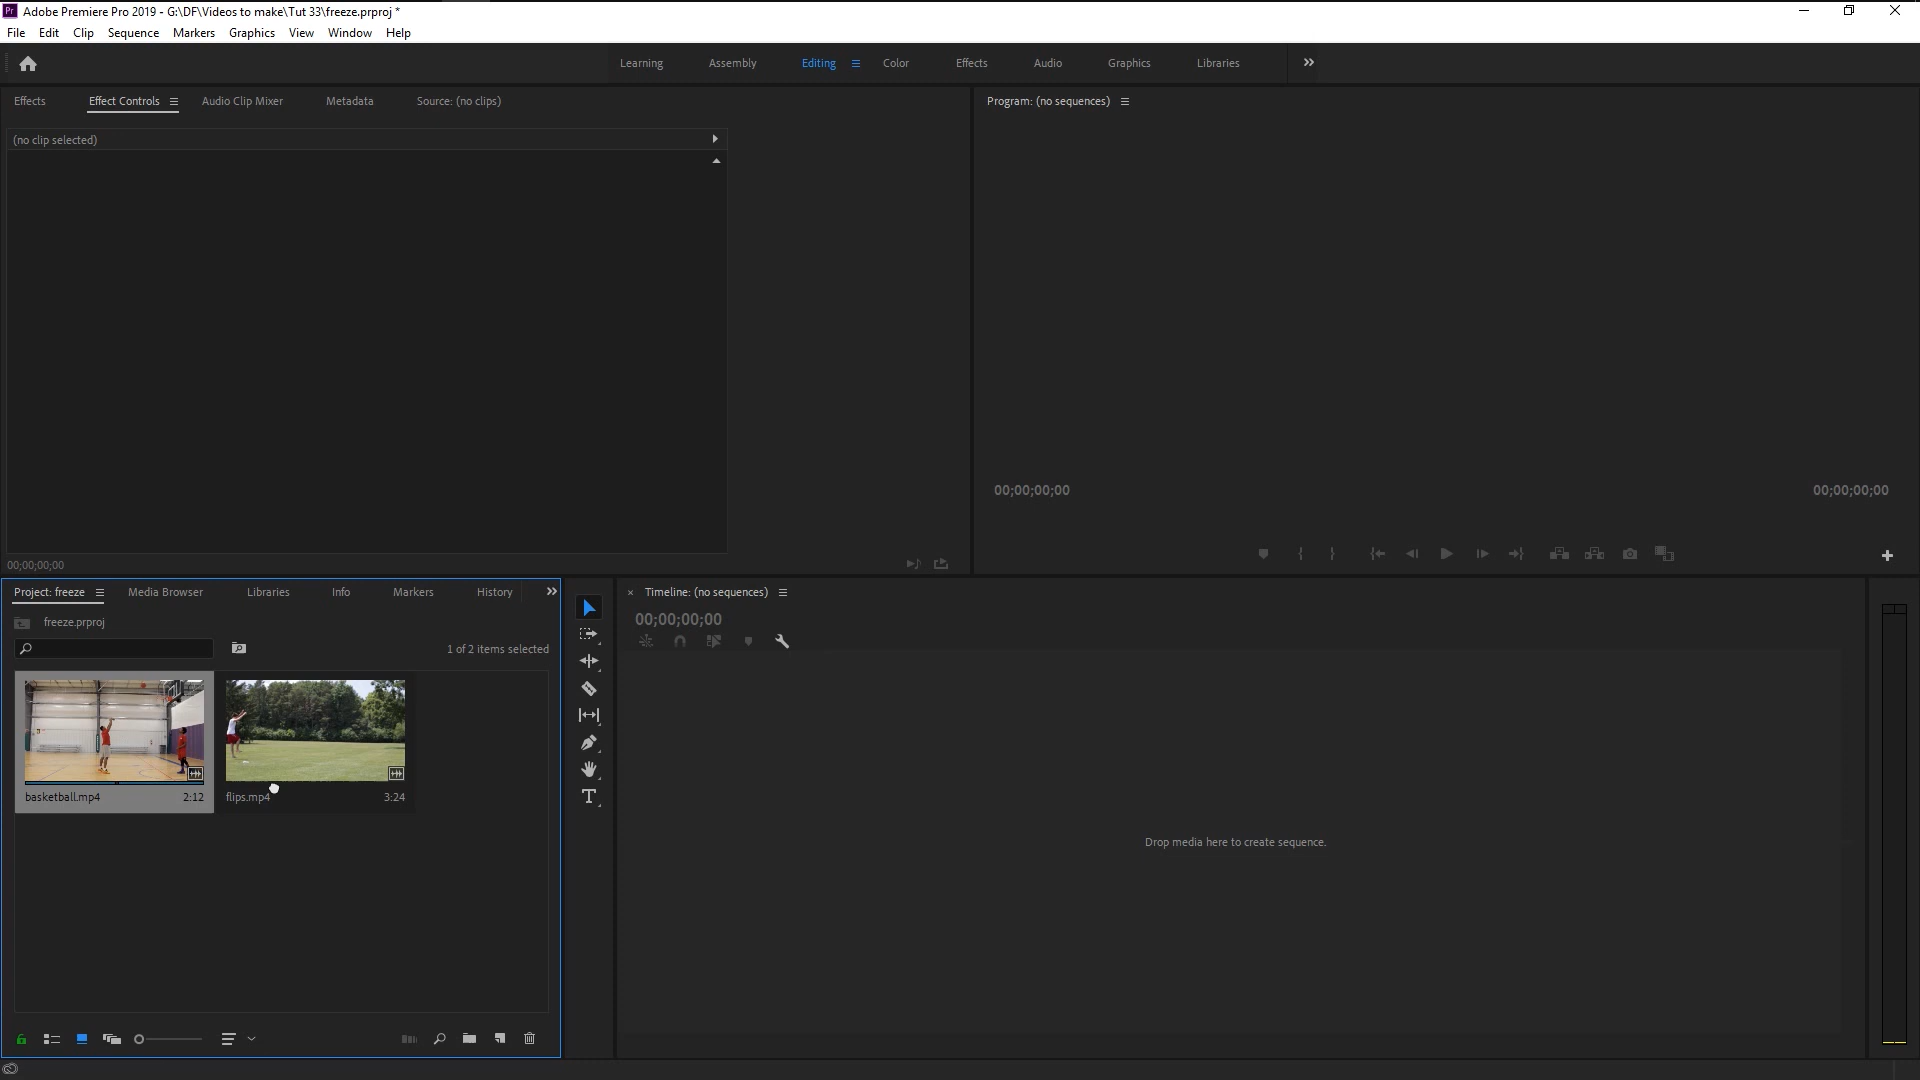 Pr Adobe Premiere Pro 2019 - G:\DF\Videos to make\Tut 33\freeze.prproj *
File Edit Clip Sequence Markers Graphics View Window Help
Learning Assembly Editing Color Effects Audio Graphics Libraries
Effects Effect Controls Audio Clip Mixer Metadata Source: (no clips)
Program: (no sequences)
(no clip selected)
00;00;00;00 00;00;00;00
00;00;00;00
Project: freeze Media Browser Libraries Info Markers History
Timeline: (no sequences)
freeze.prproj
00;00;00;00
1 of 2 items selected
basketball.mp4 2:12 flips.mp4 3:24
Drop media here to create sequence.